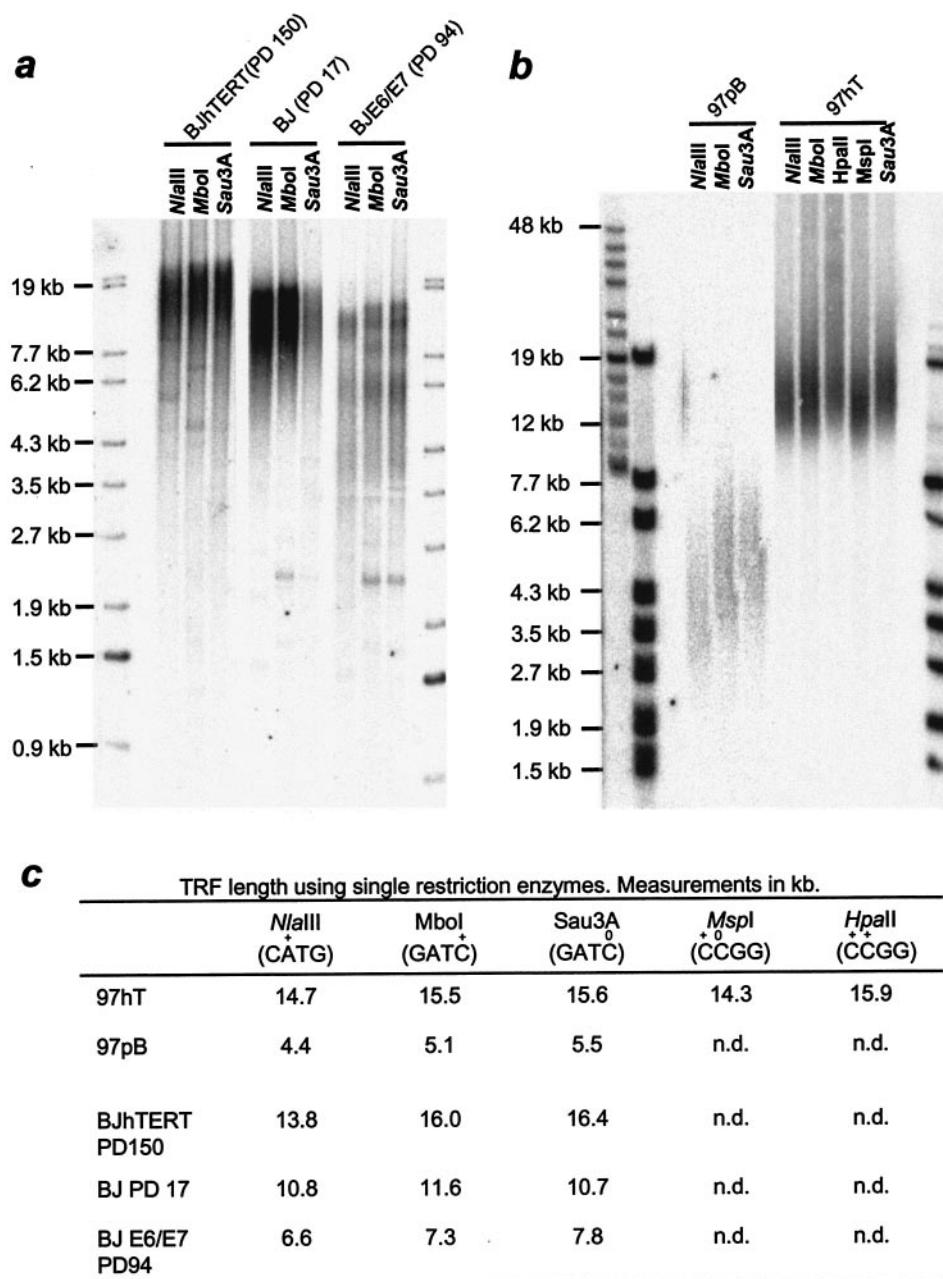 a
BJhTERT(PD 150)
BJ (PD 17)
BJE6/E7 (PD 94)
NlaIII MboI Sau3A NlaIII MboI Sau3A NlaIII MboI Sau3A
19 kb
7.7 kb
6.2 kb
4.3 kb
3.5 kb
2.7 kb
1.9 kb
1.5 kb
0.9 kb
b
97pB 97hT
NlaIII MboI Sau3A NlaIII MboI HpaII MspI Sau3A
48 kb
19 kb
12 kb
7.7 kb
6.2 kb
4.3 kb
3.5 kb
2.7 kb
1.9 kb
1.5 kb
c
TRF length using single restriction enzymes. Measurements in kb.
NlaIII MboI Sau3A MspI HpaII
+ + 0 + 0 + +
(CATG) (GATC) (GATC) (CCGG) (CCGG)
97hT 14.7 15.5 15.6 14.3 15.9
97pB 4.4 5.1 5.5 n.d. n.d.
BJhTERT 13.8 16.0 16.4 n.d. n.d.
PD150
BJ PD 17 10.8 11.6 10.7 n.d. n.d.
BJ E6/E7 6.6 7.3 7.8 n.d. n.d.
PD94